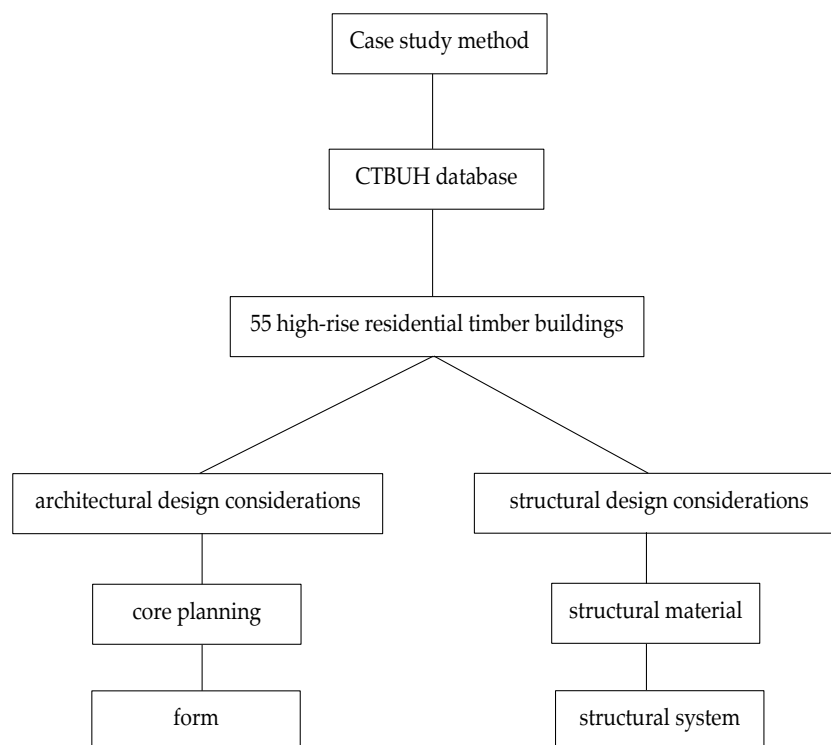 Case study method
CTBUH database
55 high-rise residential timber buildings
architectural design considerations
structural design considerations
core planning
structural material
form
structural system